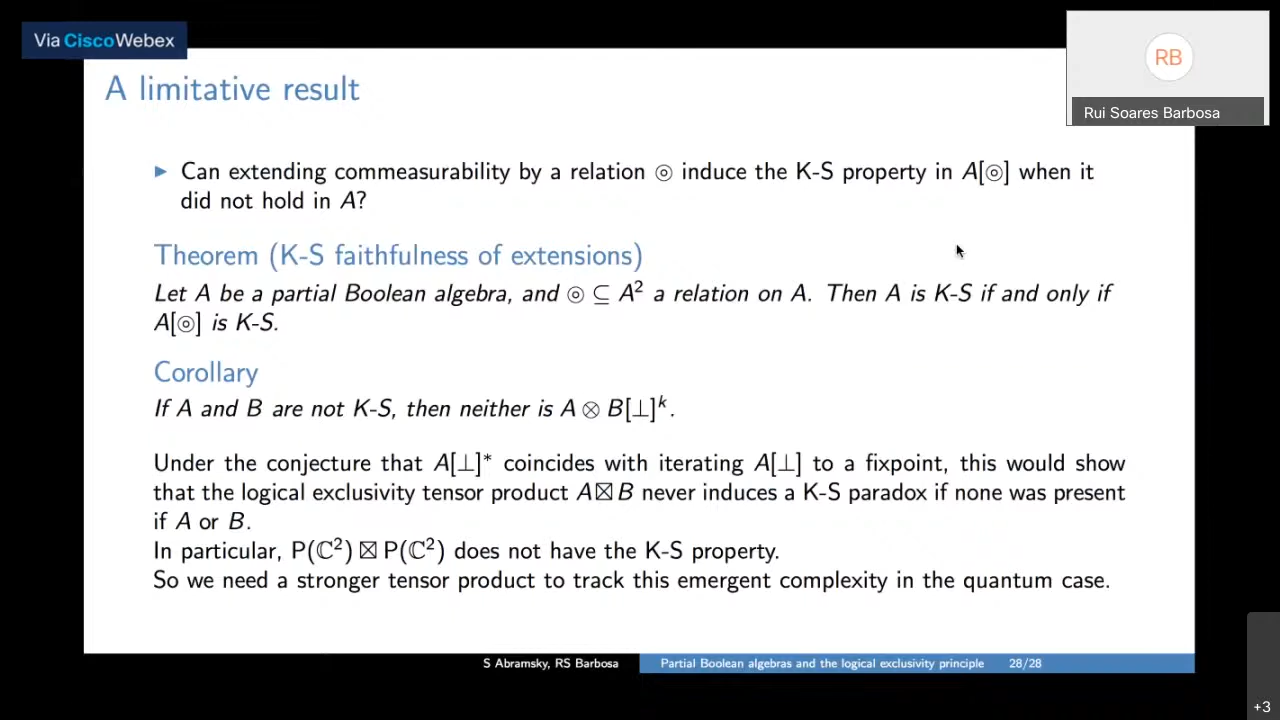 Via CiscoWebex
RB
Rui Soares Barbosa
A limitative result
▶ Can extending commeasurability by a relation ⊚ induce the K-S property in A[⊚] when it
did not hold in A?
Theorem (K-S faithfulness of extensions)
Let A be a partial Boolean algebra, and ⊚ ⊆ A² a relation on A. Then A is K-S if and only if
A[⊚] is K-S.
Corollary
If A and B are not K-S, then neither is A ⊗ B[⊥]ᵏ.
Under the conjecture that A[⊥]* coincides with iterating A[⊥] to a fixpoint, this would show
that the logical exclusivity tensor product A⊠B never induces a K-S paradox if none was present
if A or B.
In particular, P(ℂ²) ⊠ P(ℂ²) does not have the K-S property.
So we need a stronger tensor product to track this emergent complexity in the quantum case.
S Abramsky, RS Barbosa
Partial Boolean algebras and the logical exclusivity principle
28/28
+3